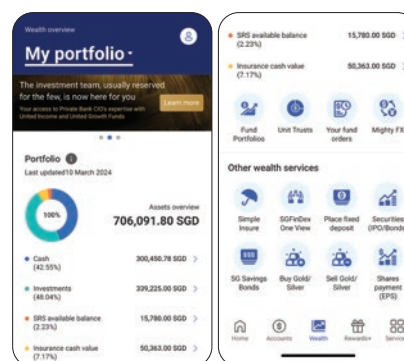 Wealth overview
My portfolio
The investment team, usually reserved
for the few, is now here for you
Your access to Private Bank CIO's expertise with
United Income and United Growth Funds
Learn more
Portfolio
Last updated10 March 2024
100%
Assets overview
706,091.80 SGD
Cash
(42.55%)
300,450.78 SGD
Investments
(48.04%)
339,225.00 SGD
SRS available balance
(2.23%)
15,780.00 SGD
Insurance cash value
(7.17%)
50,363.00 SGD
SRS available balance
(2.23%)
15,780.00 SGD
Insurance cash value
(7.17%)
50,363.00 SGD
Fund
Portfolios
Unit Trusts
Your fund
orders
Mighty FX
Other wealth services
Simple
Insure
SGFinDex
One View
Place fixed
deposit
Securities
(IPO/Bonds
SG Savings
Bonds
Buy Gold/
Silver
Sell Gold/
Silver
Shares
payment
(EPS)
Home
Accounts
Wealth
Rewards+
Service